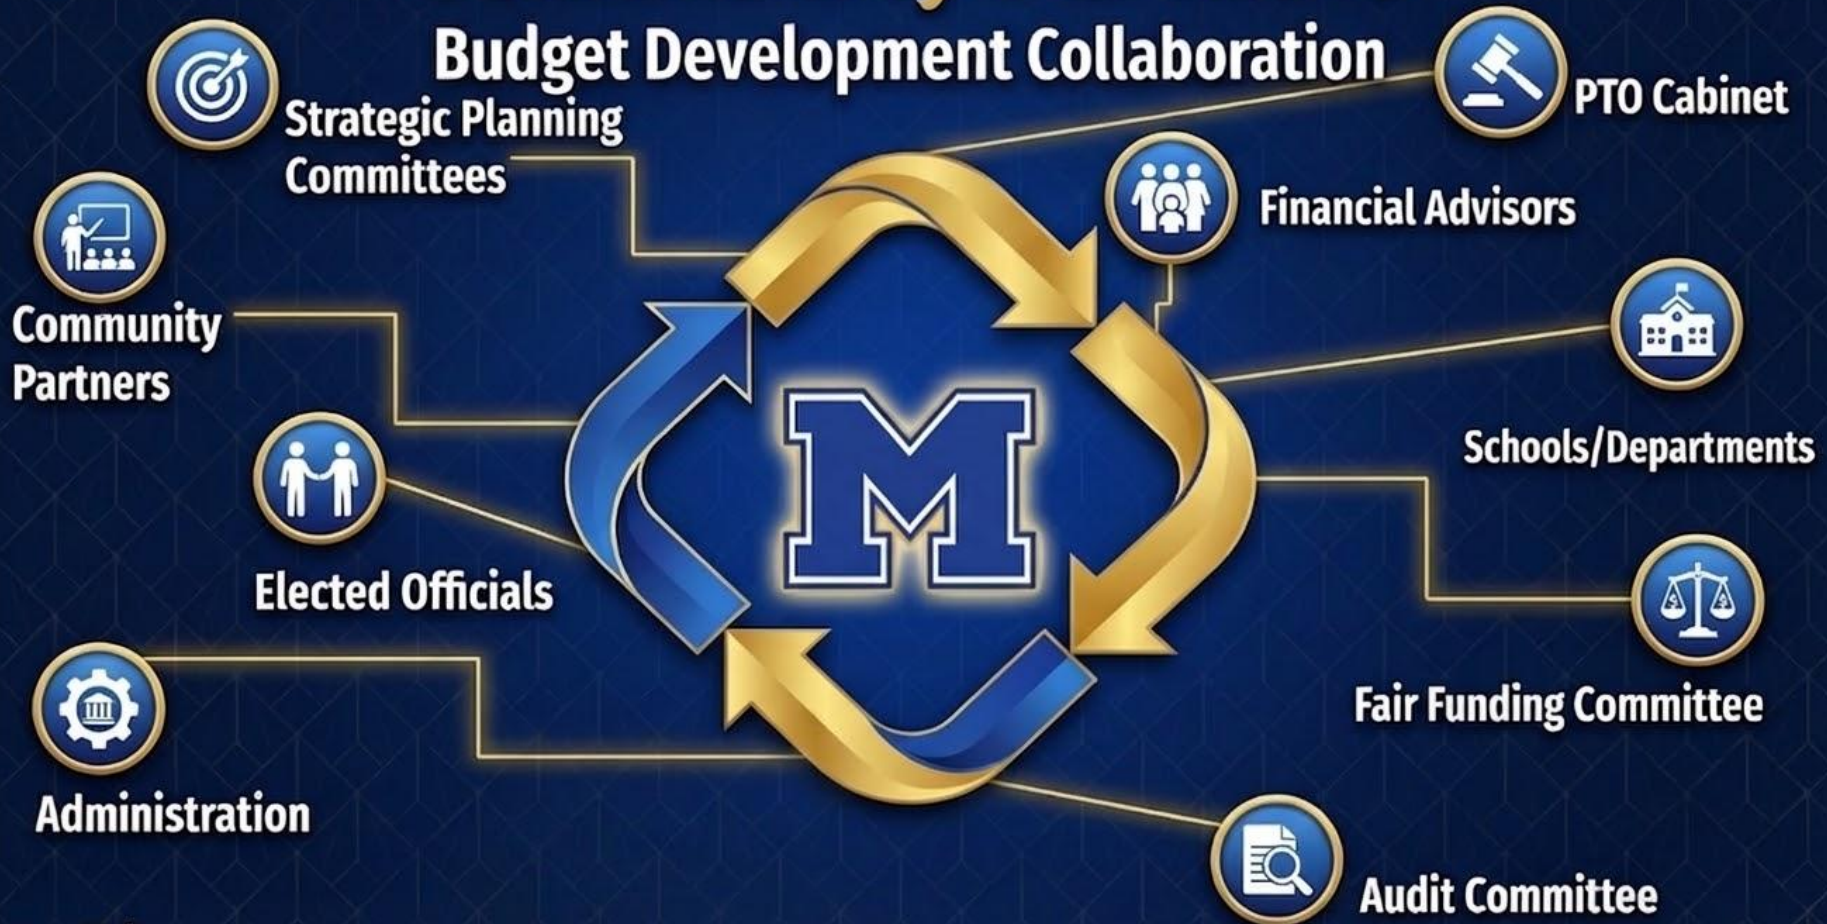 Budget Development Collaboration
Strategic Planning
Committees
PTO Cabinet
Financial Advisors
Community
Partners
Schools/Departments
M
Elected Officials
Fair Funding Committee
Administration
Audit Committee